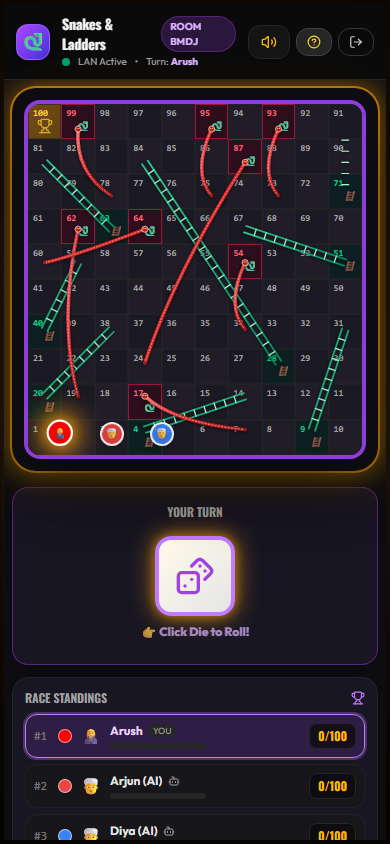 Snakes &
Ladders
ROOM
BMDJ
LAN Active • Turn: Arush
100 99 98 97 96 95 94 93 92 91
81 82 83 84 85 86 87 88 89 90
80 79 78 77 76 75 74 73 72 71
61 62 63 64 65 66 67 68 69 70
60 59 58 57 56 55 54 53 52 51
41 42 43 44 45 46 47 48 49 50
40 39 38 37 36 35 34 33 32 31
21 22 23 24 25 26 27 28 29 30
20 19 18 17 16 15 14 13 12 11
1 4 6 7 8 9 10
YOUR TURN
👉 Click Die to Roll!
RACE STANDINGS
#1 Arush YOU 0/100
#2 Arjun (AI) 0/100
#3 Diya (AI) 0/100